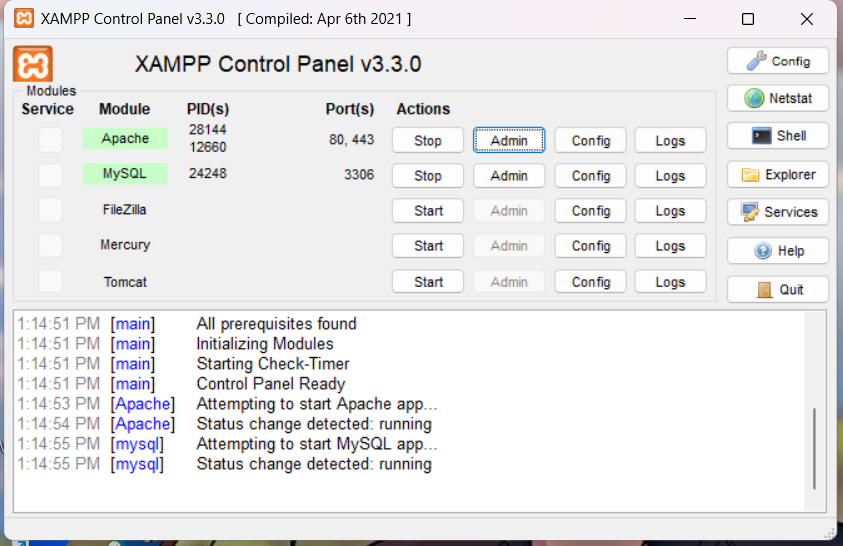 XAMPP Control Panel v3.3.0 [ Compiled: Apr 6th 2021 ]
XAMPP Control Panel v3.3.0
Config
Modules
Service Module PID(s) Port(s) Actions
Netstat
Apache 28144 12660 80, 443 Stop Admin Config Logs
Shell
MySQL 24248 3306 Stop Admin Config Logs
Explorer
FileZilla Start Admin Config Logs
Services
Mercury Start Admin Config Logs
Help
Tomcat Start Admin Config Logs
Quit
1:14:51 PM [main] All prerequisites found
1:14:51 PM [main] Initializing Modules
1:14:51 PM [main] Starting Check-Timer
1:14:51 PM [main] Control Panel Ready
1:14:53 PM [Apache] Attempting to start Apache app...
1:14:54 PM [Apache] Status change detected: running
1:14:55 PM [mysql] Attempting to start MySQL app...
1:14:55 PM [mysql] Status change detected: running